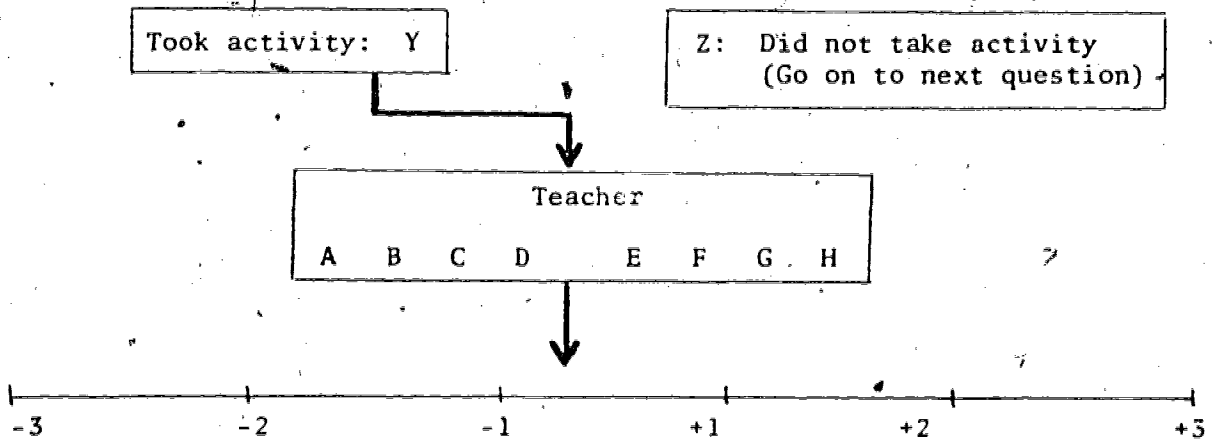 Took activity: Y
Z: Did not take activity
(Go on to next question)
Teacher
A B C D E F G H
-3 -2 -1 +1 +2 +3